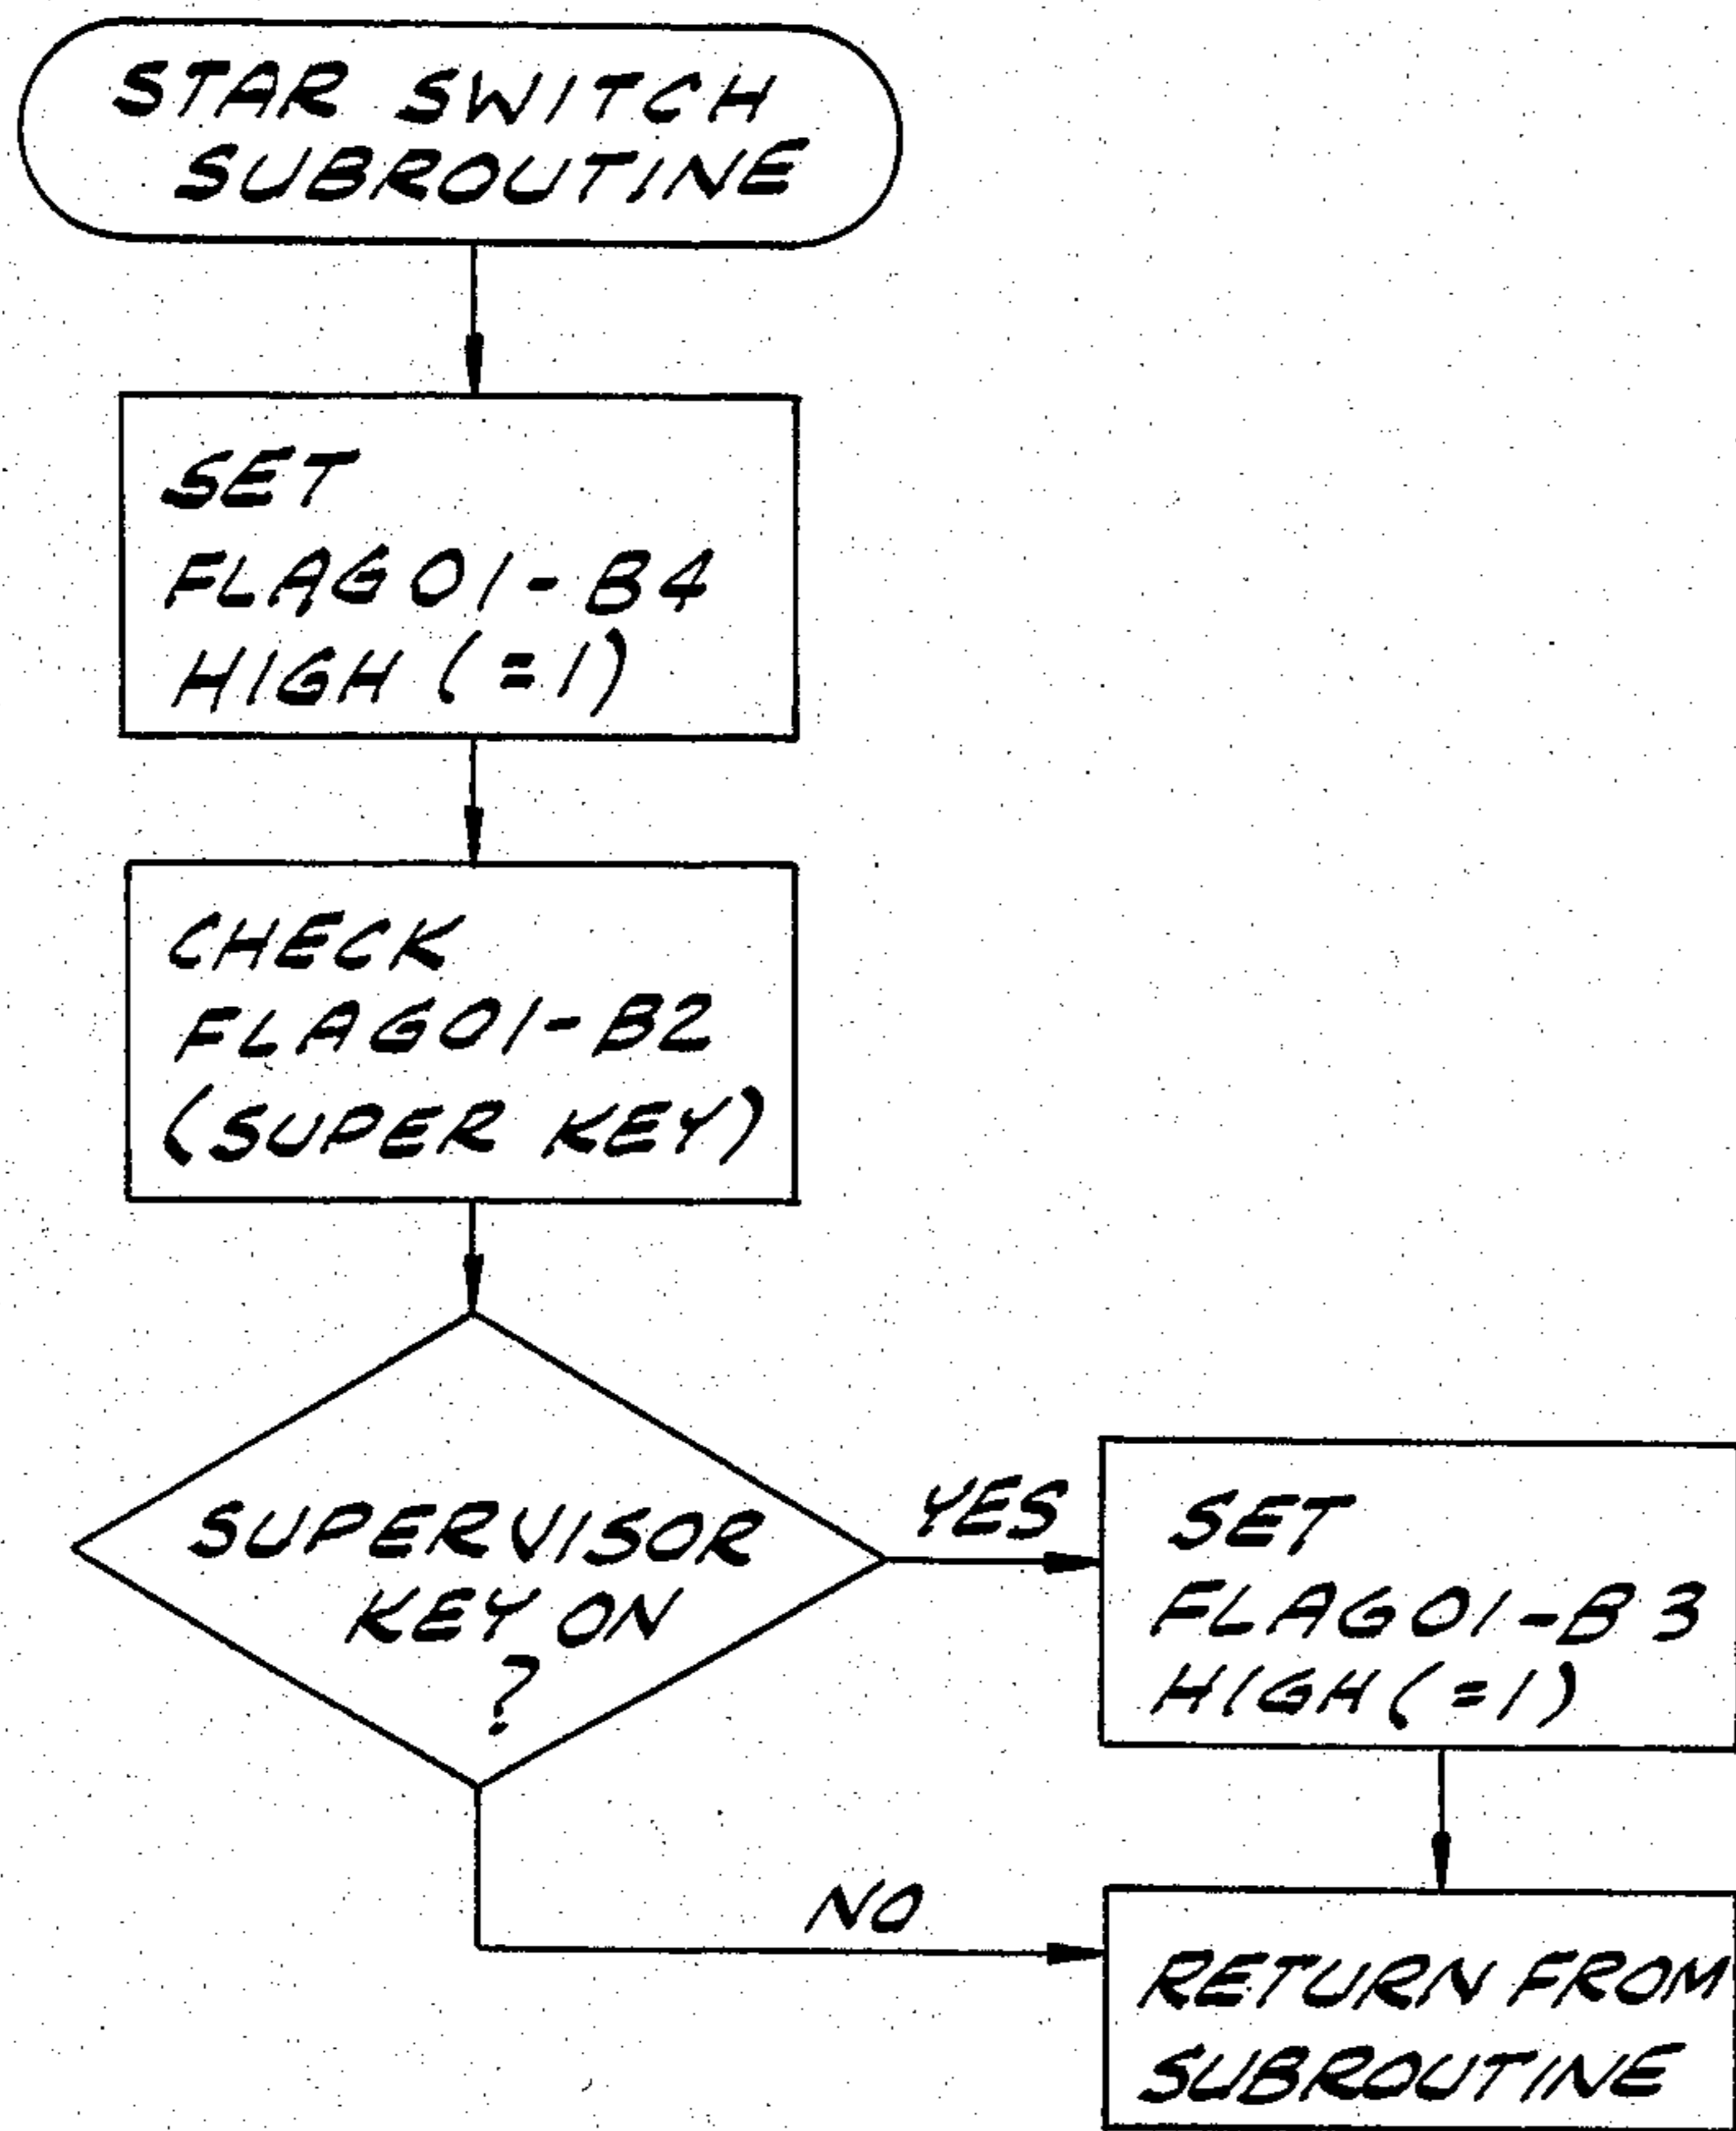 STAR SWITCH
SUBROUTINE
SET
FLAG01-B4
HIGH (=1)
CHECK
FLAG01-B2
(SUPER KEY)
SUPERVISOR
KEY ON
?
YES
SET
FLAG01-B3
HIGH (=1)
NO
RETURN FROM
SUBROUTINE